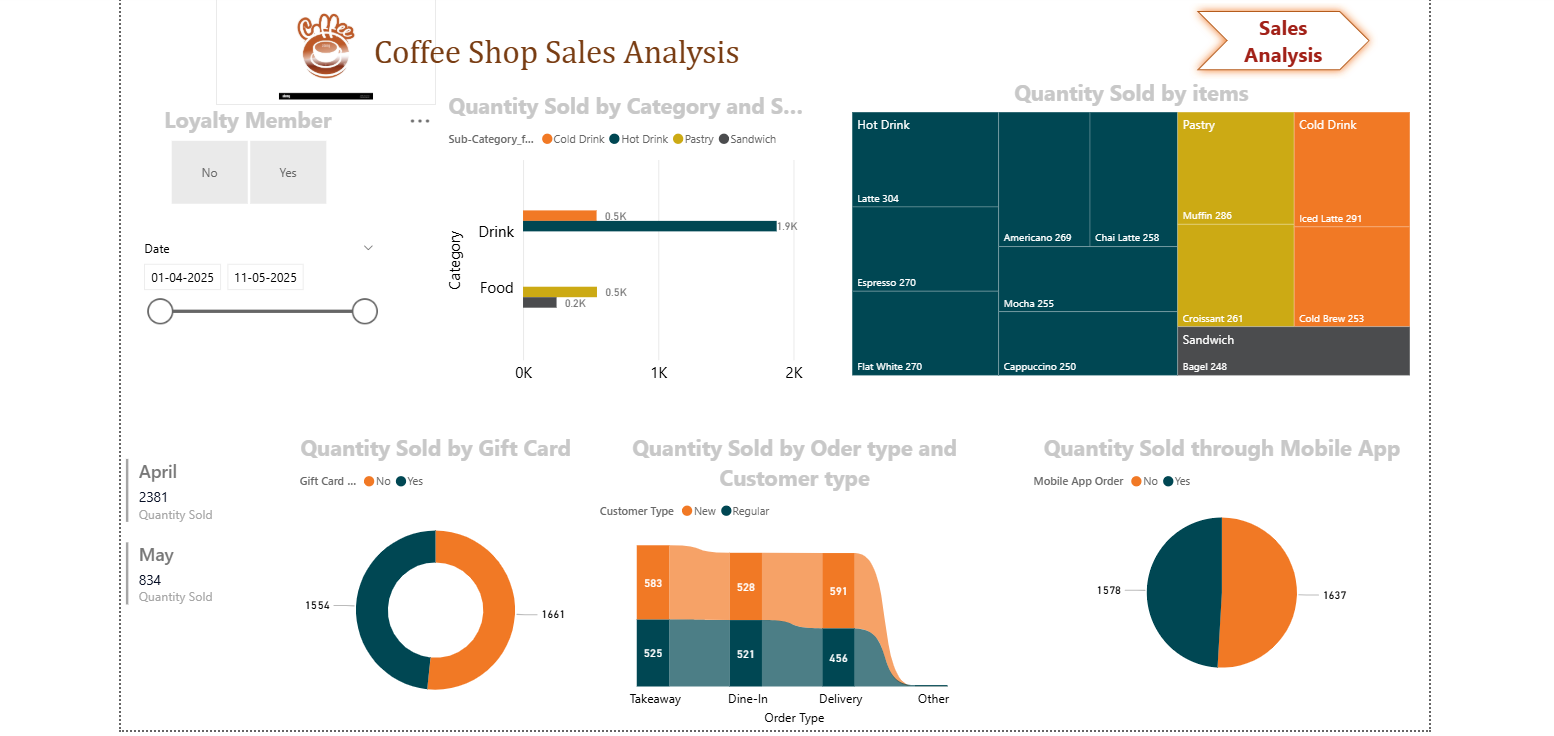 Coffee
Coffee Shop Sales Analysis
Sales
Analysis
Loyalty Member
No
Yes
Date
01-04-2025
11-05-2025
Quantity Sold by Category and S...
Sub-Category_f...
Cold Drink
Hot Drink
Pastry
Sandwich
Category
Drink
0.5K
1.9K
Food
0.5K
0.2K
0K
1K
2K
Quantity Sold by items
Hot Drink
Latte 304
Espresso 270
Flat White 270
Americano 269
Chai Latte 258
Mocha 255
Cappuccino 250
Pastry
Muffin 286
Croissant 261
Cold Drink
Iced Latte 291
Cold Brew 253
Sandwich
Bagel 248
April
2381
Quantity Sold
May
834
Quantity Sold
Quantity Sold by Gift Card
Gift Card ...
No
Yes
1554
1661
Quantity Sold by Oder type and
Customer type
Customer Type
New
Regular
583
528
591
525
521
456
Takeaway
Dine-In
Delivery
Other
Order Type
Quantity Sold through Mobile App
Mobile App Order
No
Yes
1578
1637